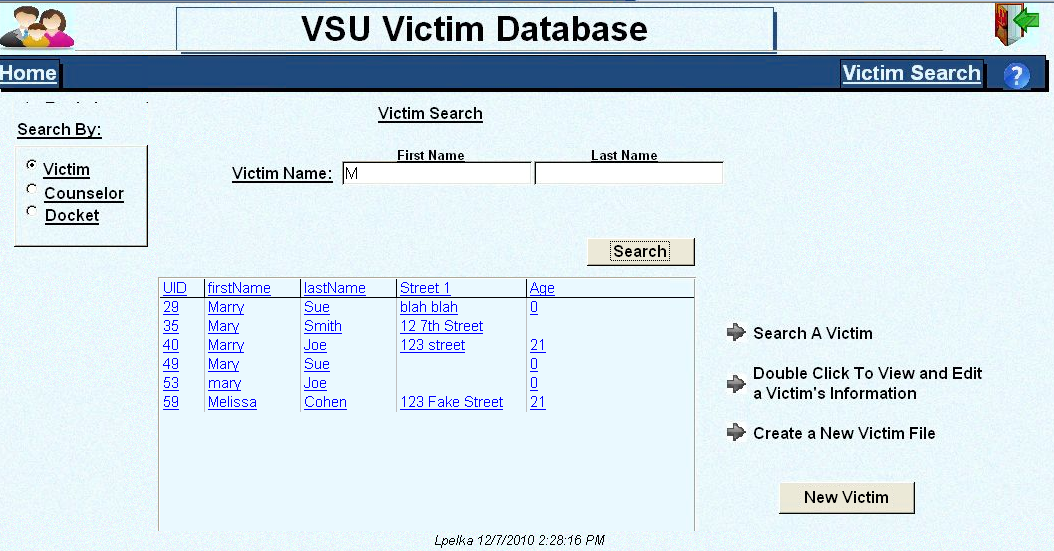 VSU Victim Database
Home
Victim Search
?
Search By:
Victim
Counselor
Docket
Victim Search
First Name Last Name
Victim Name: M
Search
UID firstName lastName Street 1 Age
29 Marry Sue blah blah 0
35 Mary Smith 12 7th Street
40 Marry Joe 123 street 21
49 Mary Sue 0
53 mary Joe 0
59 Melissa Cohen 123 Fake Street 21
Search A Victim
Double Click To View and Edit
a Victim's Information
Create a New Victim File
New Victim
Lpelka 12/7/2010 2:28:16 PM